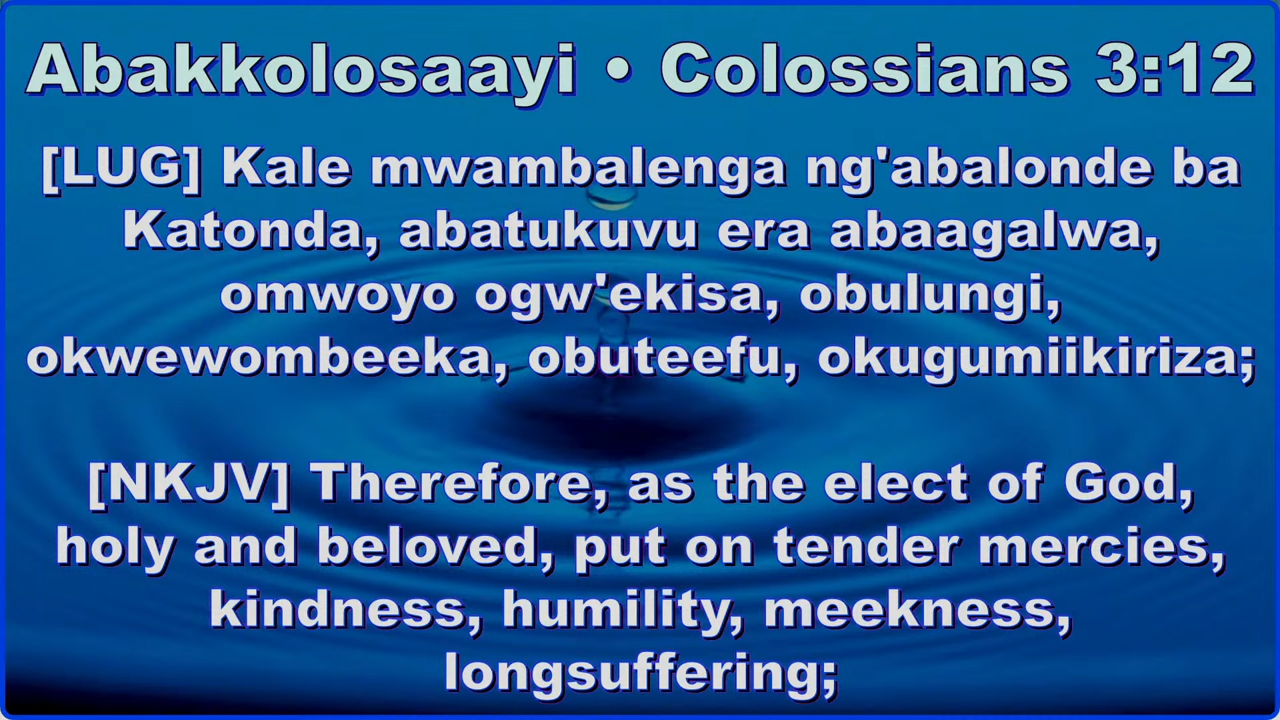 Abakkolosaayi • Colossians 3:12
[LUG] Kale mwambalenga ng'abalonde ba
Katonda, abatukuvu era abaagalwa,
omwoyo ogw'ekisa, obulungi,
okwewombeeka, obuteefu, okugumiikiriza;
[NKJV] Therefore, as the elect of God,
holy and beloved, put on tender mercies,
kindness, humility, meekness,
longsuffering;